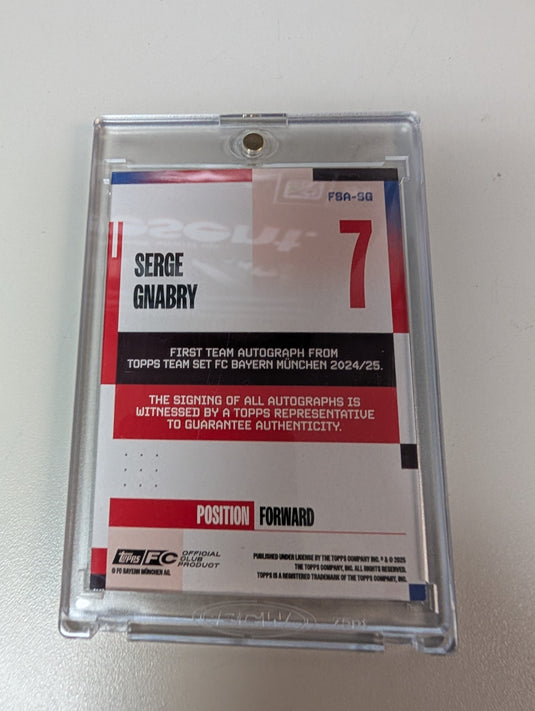 FSA-SG
7
SERGE
GNABRY
FIRST TEAM AUTOGRAPH FROM
TOPPS TEAM SET FC BAYERN MÜNCHEN 2024/25.
THE SIGNING OF ALL AUTOGRAPHS IS
WITNESSED BY A TOPPS REPRESENTATIVE
TO GUARANTEE AUTHENTICITY.
POSITION FORWARD
TOPPS FC OFFICIAL
CLUB
PRODUCT
© FC BAYERN MÜNCHEN AG.
PUBLISHED UNDER LICENSE BY THE TOPPS COMPANY INC. ® & © 2025
THE TOPPS COMPANY, INC. ALL RIGHTS RESERVED.
TOPPS IS A REGISTERED TRADEMARK OF THE TOPPS COMPANY, INC.